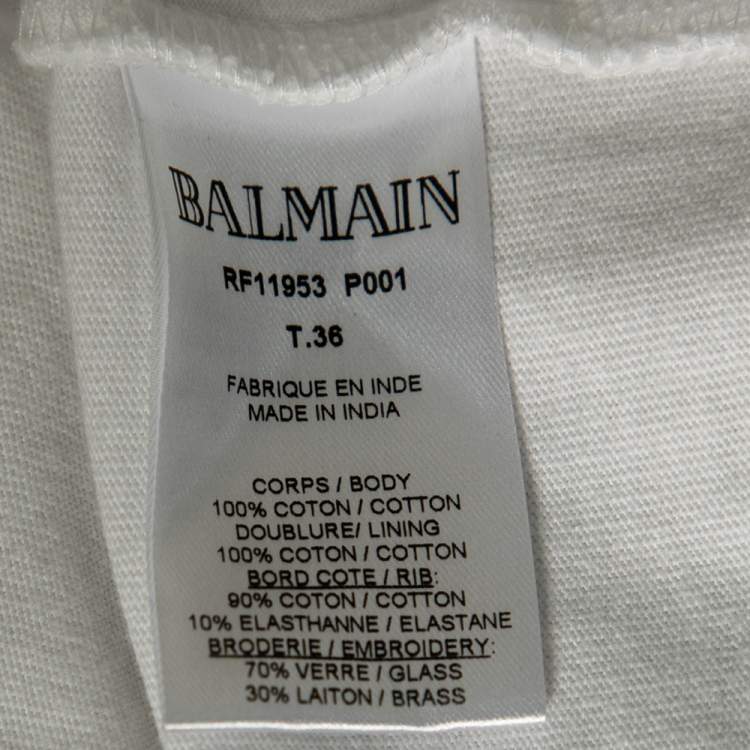 BALMAIN
RF11953 P001
T.36
FABRIQUE EN INDE
MADE IN INDIA
CORPS / BODY
100% COTON / COTTON
DOUBLURE/ LINING
100% COTON / COTTON
BORD COTE / RIB:
90% COTON / COTTON
10% ELASTHANNE / ELASTANE
BRODERIE / EMBROIDERY:
70% VERRE / GLASS
30% LAITON / BRASS